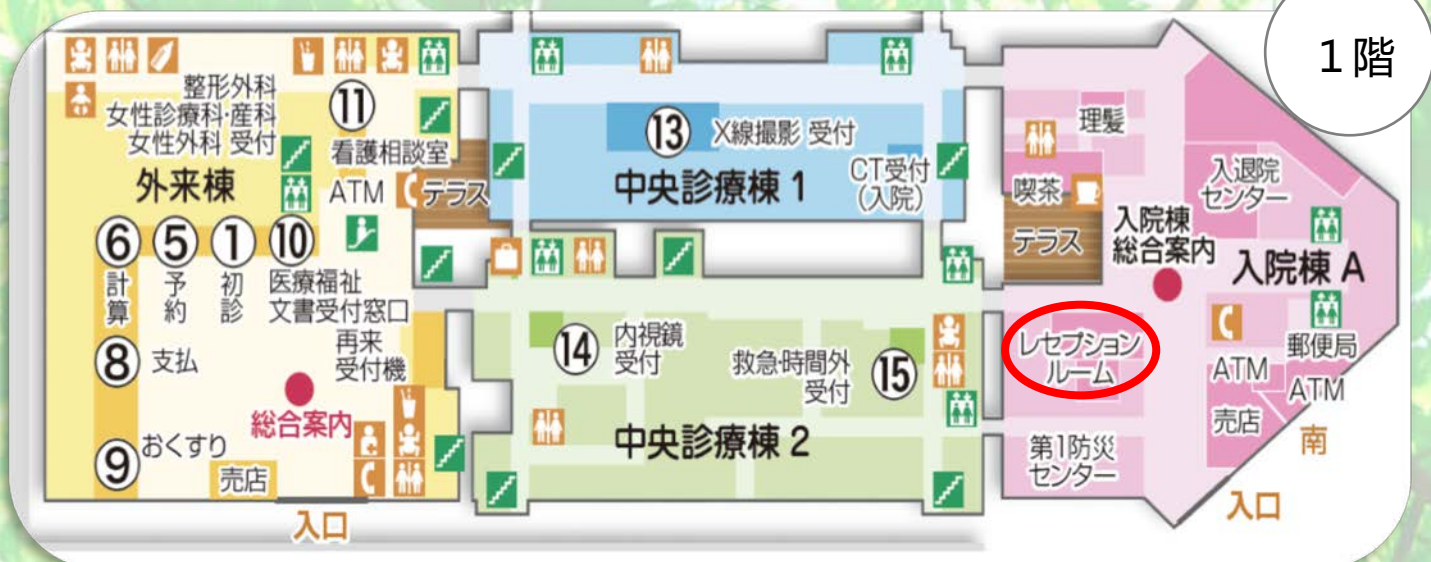 1階
整形外科
女性診療科・産科
女性外科 受付
⑪
看護相談室
外来棟
ATM
テラス
⑥
計算
⑤
予約
①
初診
⑩
医療福祉
文書受付窓口
再来
受付機
⑧
支払
総合案内
⑨
おくすり
売店
入口
⑬
X線撮影 受付
CT受付
(入院)
中央診療棟 1
⑭
内視鏡
受付
救急・時間外
受付
⑮
中央診療棟 2
理髪
喫茶
テラス
入退院
センター
入院棟
総合案内
入院棟 A
レセプション
ルーム
郵便局
ATM
ATM
売店
第1防災
センター
南
入口